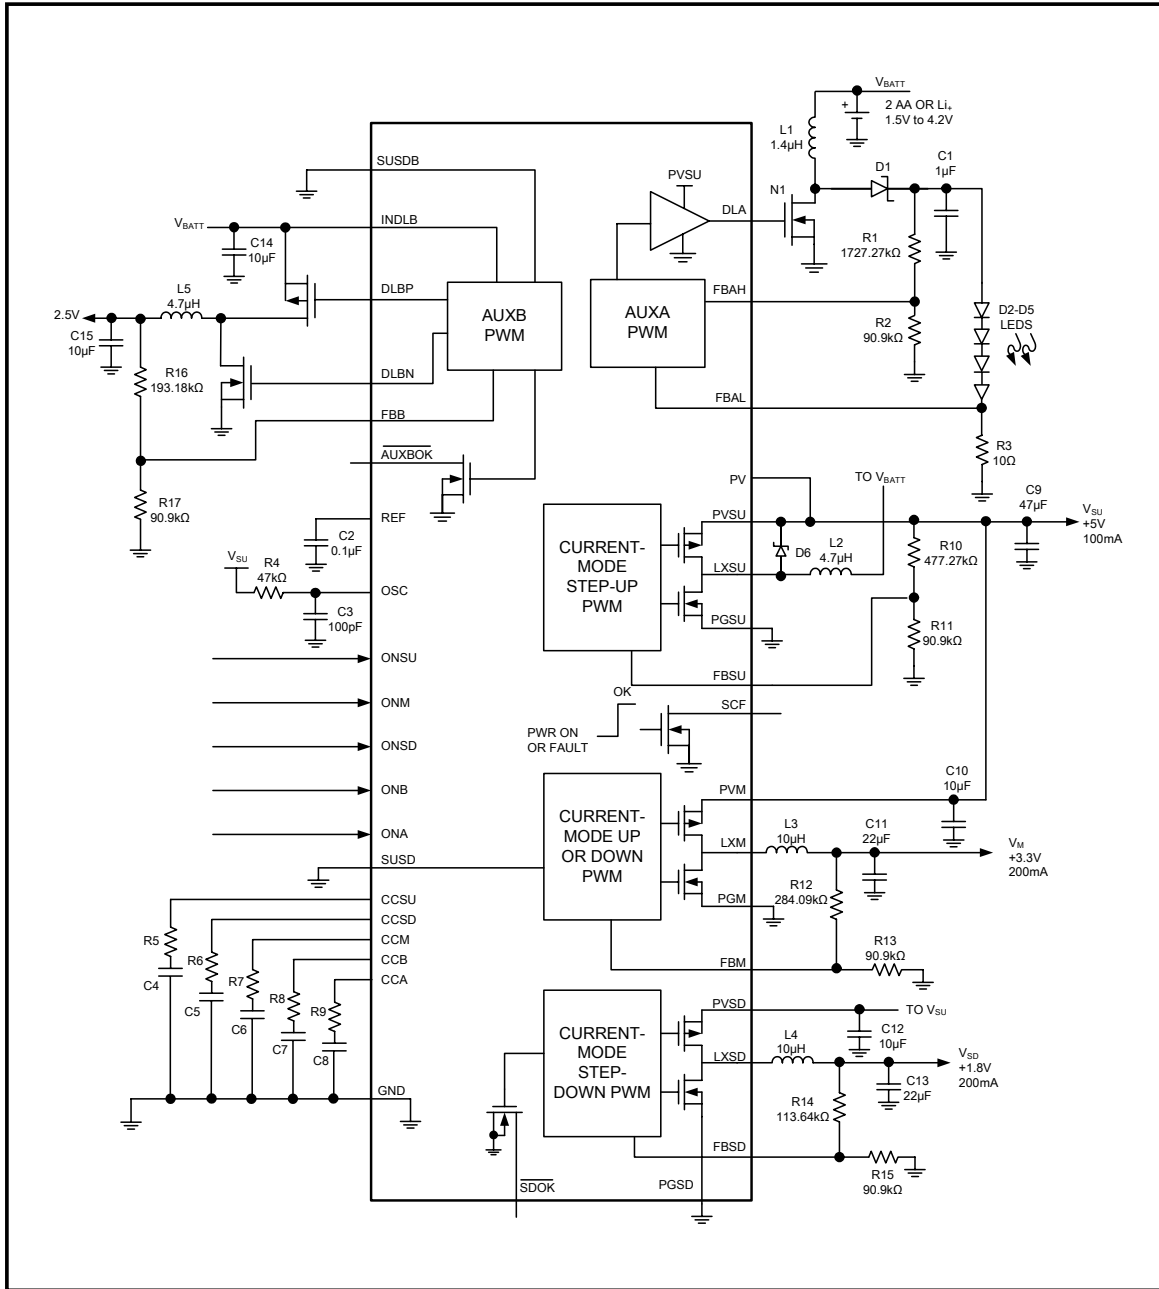 V_BATT
2 AA OR Li+
1.5V to 4.2V
+
L1
1.4µH
D1
C1
1µF
N1
SUSDB
PVSU
DLA
V_BATT
INDLB
C14
10µF
R1
1727.27kΩ
L5
4.7µH
DLBP
AUXB
PWM
AUXA
PWM
FBAH
2.5V
C15
10µF
R2
90.9kΩ
D2-D5
LEDS
R16
193.18kΩ
DLBN
FBAL
FBB
AUXBOK
R3
10Ω
R17
90.9kΩ
PV
TO V_BATT
REF
C2
0.1µF
PVSU
C9
47µF
V_SU
+5V
100mA
CURRENT-
MODE
STEP-UP
PWM
D6
L2
4.7µH
R10
477.27kΩ
V_SU
R4
47kΩ
LXSU
OSC
C3
100pF
PGSU
R11
90.9kΩ
ONSU
FBSU
OK
ONM
SCF
PWR ON
OR FAULT
ONSD
ONB
PVM
C10
10µF
CURRENT-
MODE UP
OR DOWN
PWM
ONA
L3
10µH
C11
22µF
LXM
V_M
+3.3V
200mA
SUSD
R12
284.09kΩ
PGM
CCSU
CCSD
CCM
CCB
CCA
R5
C4
R6
C5
R7
C6
R8
C7
R9
C8
R13
90.9kΩ
FBM
PVSD
TO V_SU
C12
10µF
CURRENT-
MODE
STEP-
DOWN PWM
L4
10µH
LXSD
V_SD
+1.8V
200mA
C13
22µF
GND
R14
113.64kΩ
FBSD
R15
90.9kΩ
SDOK
PGSD